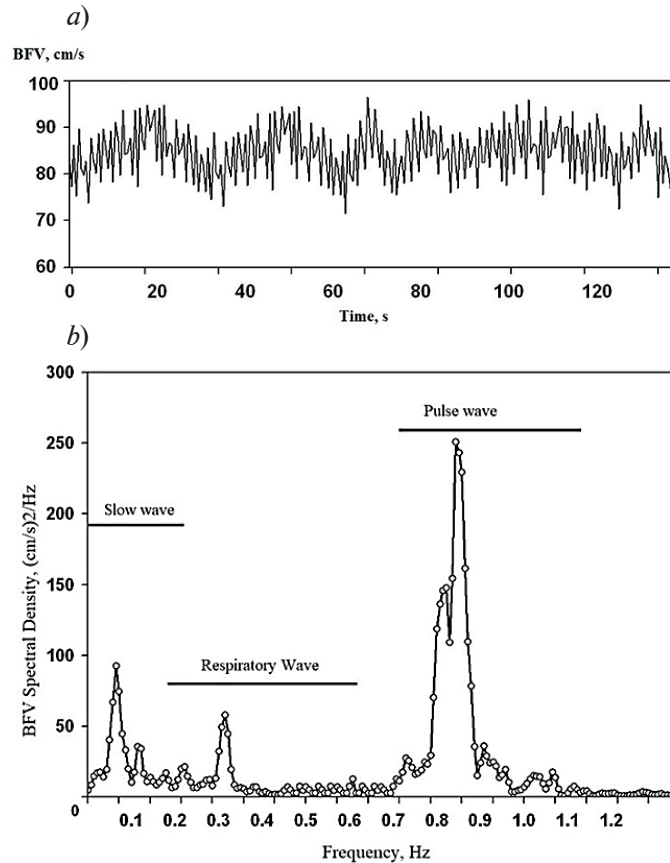 a)
BFV, cm/s
100
90
80
70
60
0 20 40 60 80 100 120
Time, s
b)
300
250
200
150
100
50
0
BFV Spectral Density, (cm/s)2/Hz
Pulse wave
Slow wave
Respiratory Wave
0.1 0.2 0.3 0.4 0.6 0.6 0.7 0.8 0.9 1.0 1.1 1.2
Frequency, Hz